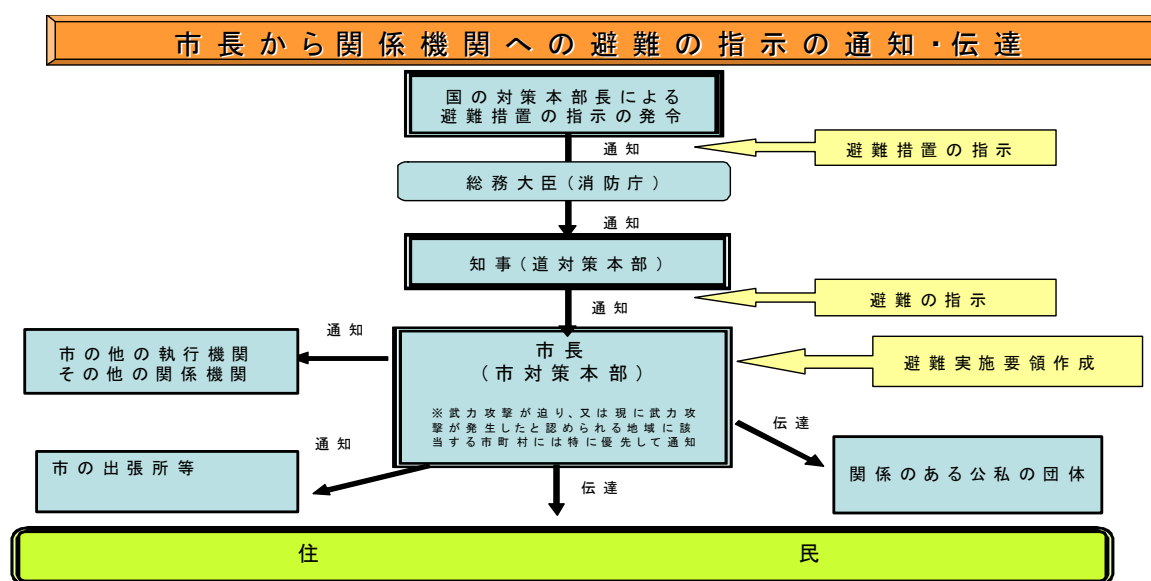 市長から関係機関への避難の指示の通知・伝達
国の対策本部長による
避難措置の指示の発令
通知
避難措置の指示
総務大臣(消防庁)
通知
知事(道対策本部)
避難の指示
通知
通知
市の他の執行機関
その他の関係機関
市長
(市対策本部)
※武力攻撃が迫り、又は現に武力攻
撃が発生したと認められる地域に該
当する市町村には特に優先して通知
避難実施要領作成
通知
市の出張所等
伝達
関係のある公私の団体
伝達
住民